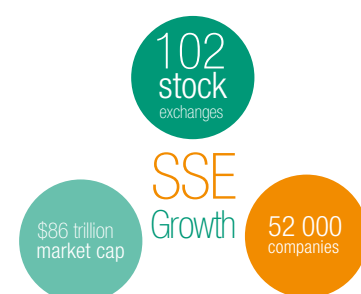 102
stock
exchanges
SSE
Growth
$86 trillion
market cap
52 000
companies